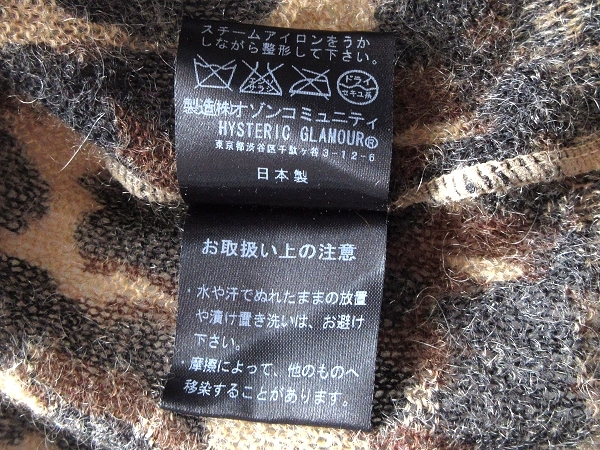 スチームアイロンをうか
しながら整形して下さい。
エンソ
サラシ
ドライ
セキユ系
製造㈱オゾンコミュニティ
HYSTERIC GLAMOUR®
東京都渋谷区千駄ヶ谷3-12-6
日本製
お取扱い上の注意
・水や汗でぬれたままの放置
や漬け置き洗いは、お避け
下さい。
・摩擦によって、他のものへ
移染することがあります。